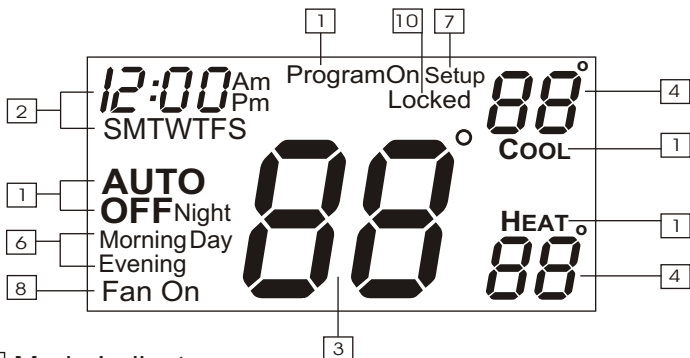 1 10 7
12:00 Am Pm ProgramOn Setup 88°
Locked
2 4
SMTWTFS
COOL 1
1 AUTO
OFF Night 88°
HEAT° 1
6 Morning Day
Evening 88 4
8 Fan On
3